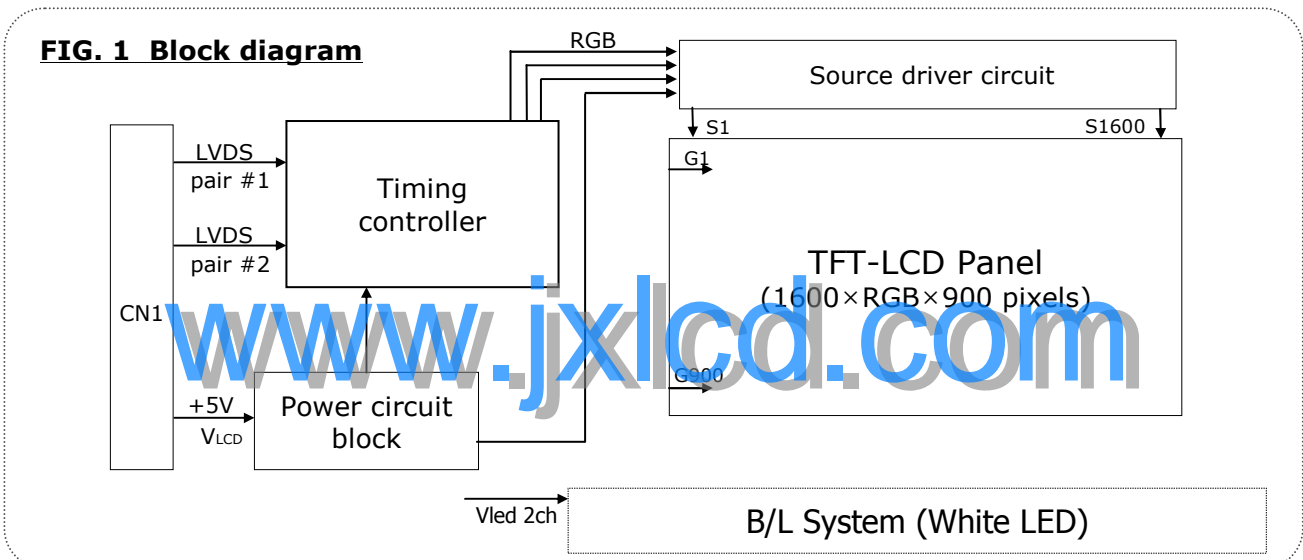 FIG. 1 Block diagram
RGB
Source driver circuit
S1
S1600
CN1
LVDS
pair #1
LVDS
pair #2
Timing
controller
G1
TFT-LCD Panel
(1600×RGB×900 pixels)
www.jxlcd.com
G900
+5V
VLCD
Power circuit
block
Vled 2ch
B/L System (White LED)